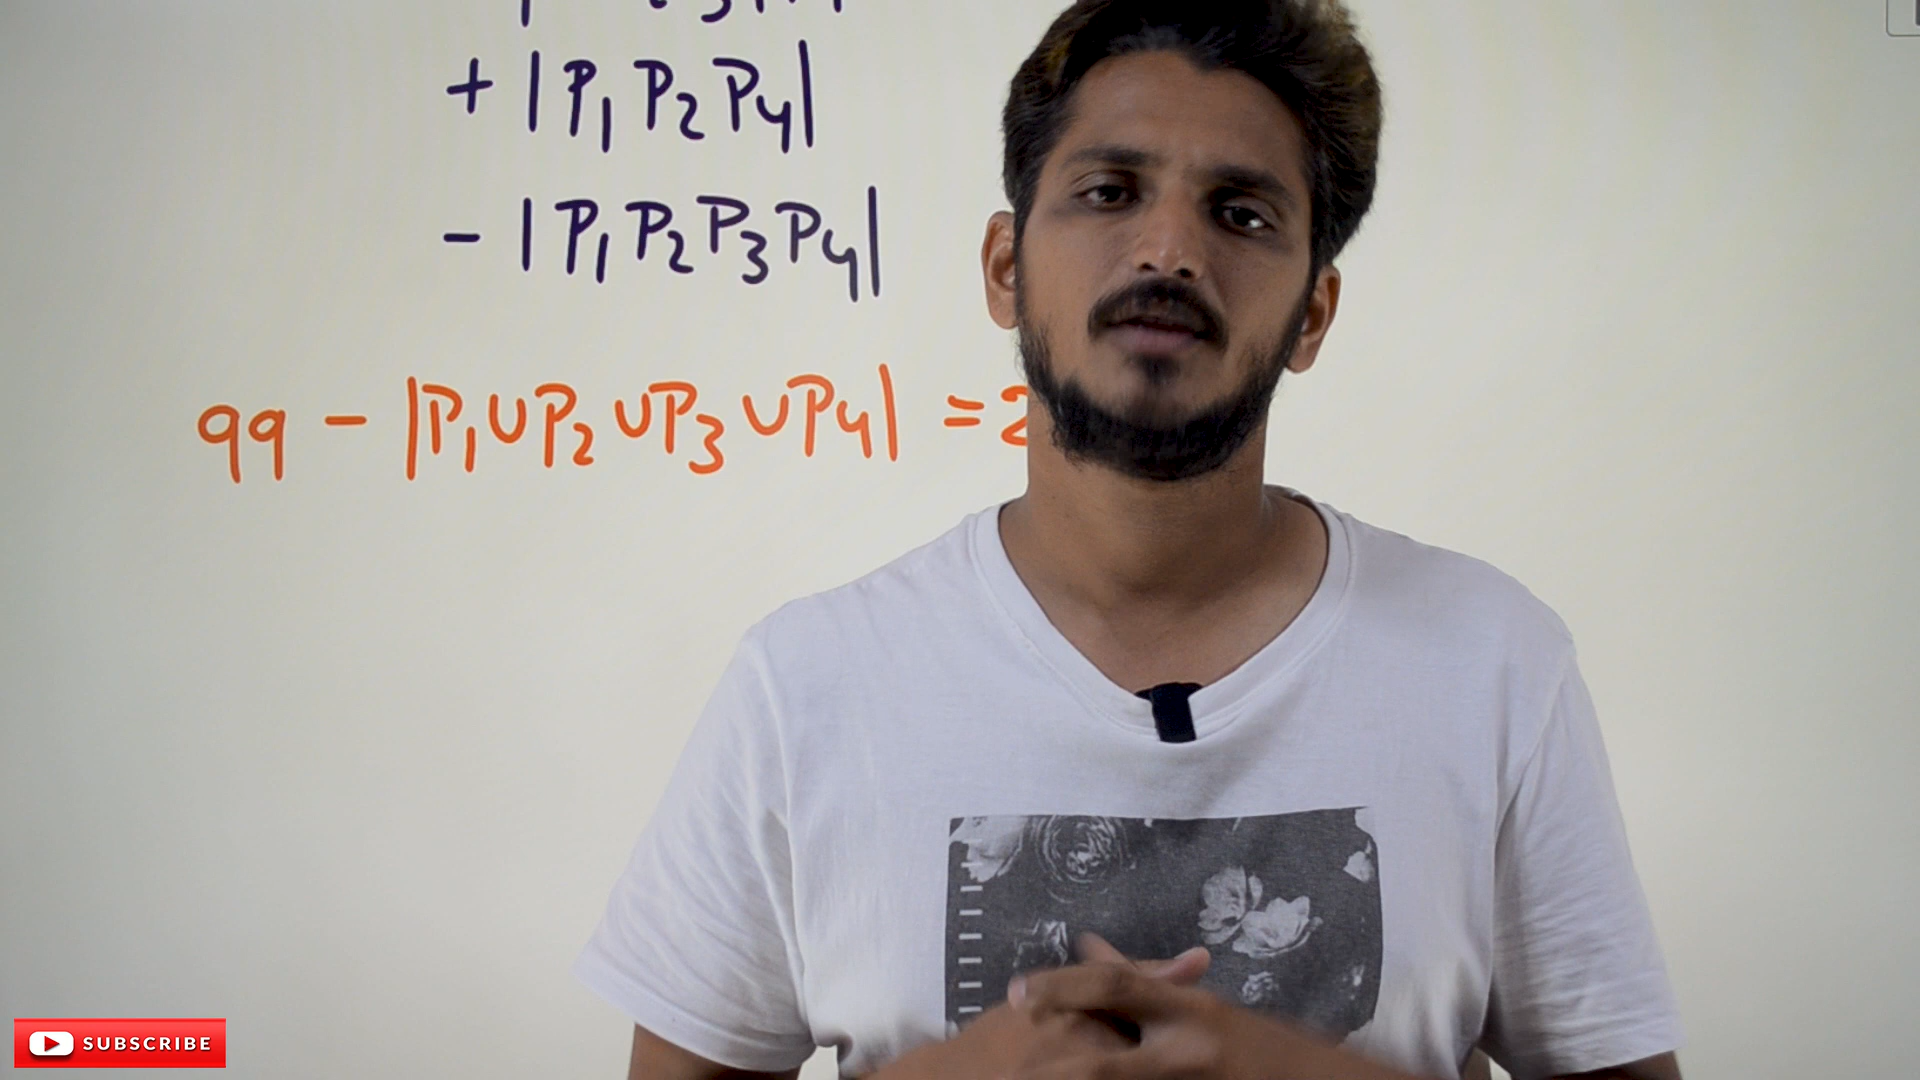 + |P₁ P₂ P₄|
- |P₁ P₂ P₃ P₄|
99 - |P₁ ∪ P₂ ∪ P₃ ∪ P₄| = 2
SUBSCRIBE